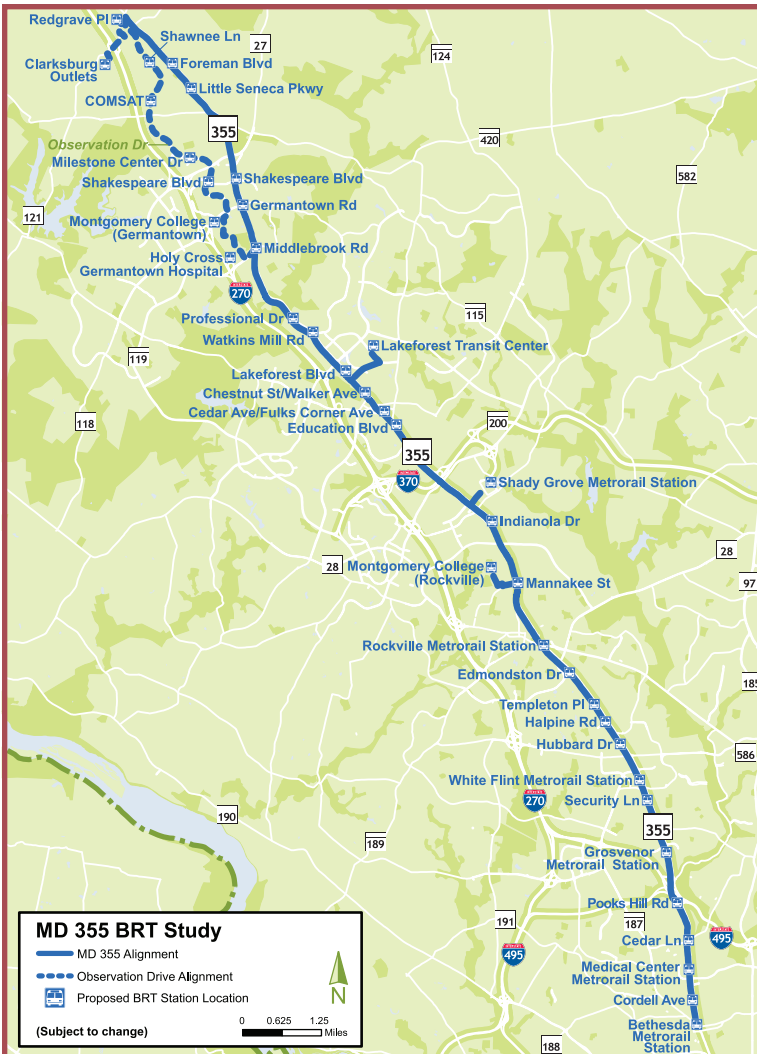 Redgrave Pl
Shawnee Ln
27
124
Clarksburg
Outlets
Foreman Blvd
Little Seneca Pkwy
COMSAT
355
420
Observation Dr
Milestone Center Dr
Shakespeare Blvd
Shakespeare Blvd
582
Germantown Rd
121
Montgomery College
(Germantown)
Middlebrook Rd
Holy Cross
Germantown Hospital
270
115
Professional Dr
Watkins Mill Rd
Lakeforest Transit Center
119
Lakeforest Blvd
Chestnut St/Walker Ave
Cedar Ave/Fulks Corner Ave
118
Education Blvd
200
355
370
Shady Grove Metrorail Station
Indianola Dr
28
28
Montgomery College
(Rockville)
Mannakee St
97
Rockville Metrorail Station
Edmondston Dr
185
Templeton Pl
Halpine Rd
Hubbard Dr
586
White Flint Metrorail Station
270
Security Ln
190
355
189
Grosvenor
Metrorail Station
Pooks Hill Rd
191
187
Cedar Ln
495
495
Medical Center
Metrorail Station
Cordell Ave
Bethesda
Metrorail
Station
188
MD 355 BRT Study
MD 355 Alignment
Observation Drive Alignment
Proposed BRT Station Location
N
0 0.625 1.25
Miles
(Subject to change)